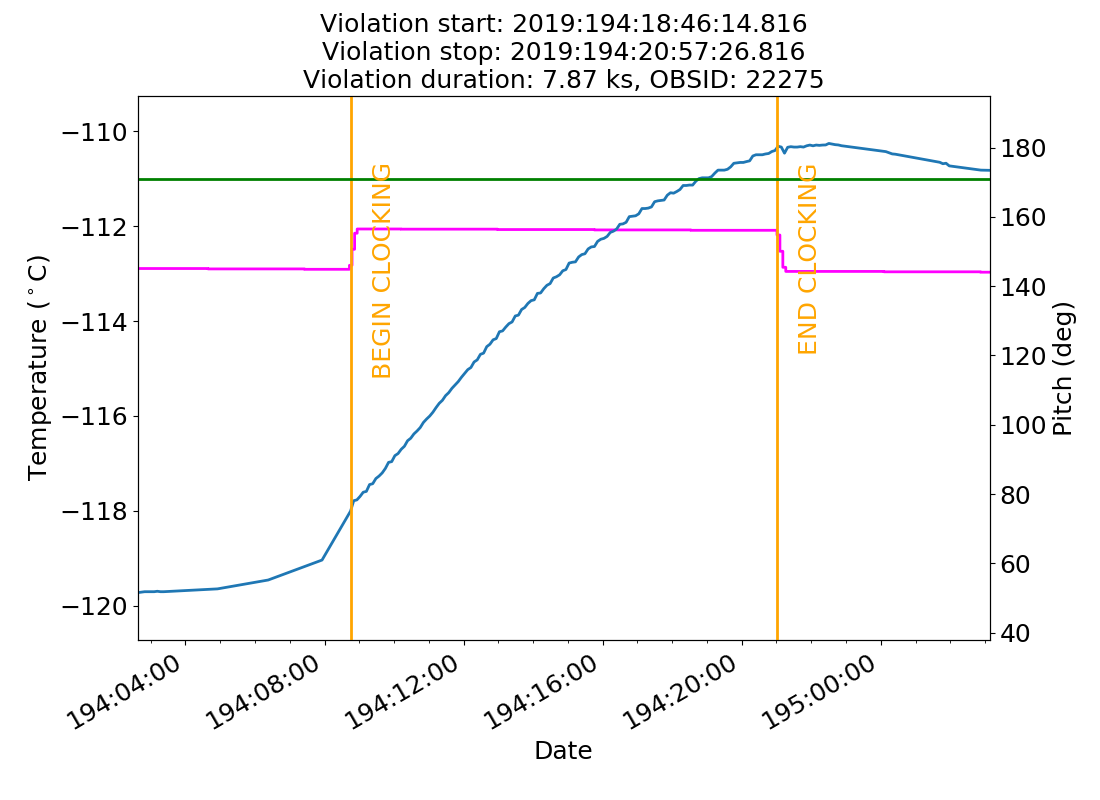 Violation start: 2019:194:18:46:14.816
Violation stop: 2019:194:20:57:26.816
Violation duration: 7.87 ks, OBSID: 22275
−110
−112
−114
−116
−118
−120
Temperature (°C)
BEGIN CLOCKING
END CLOCKING
180
160
140
120
100
80
60
40
Pitch (deg)
194:04:00
194:08:00
194:12:00
194:16:00
194:20:00
195:00:00
Date